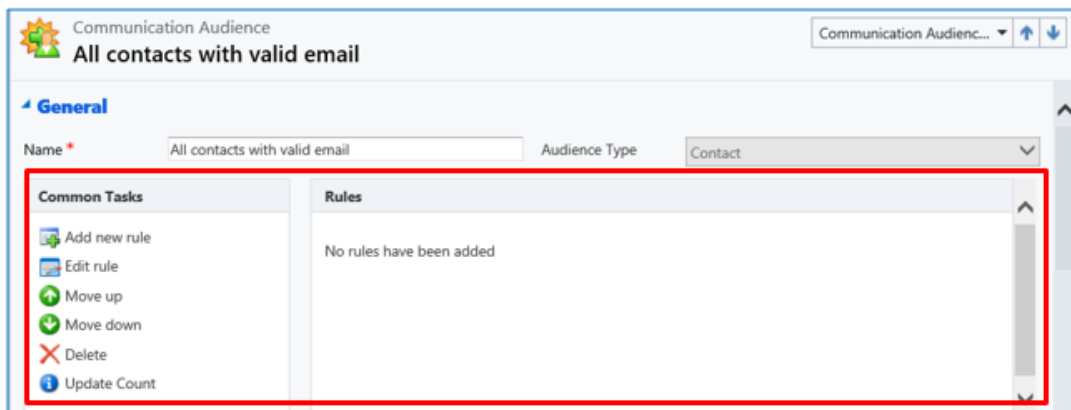 Communication Audience
All contacts with valid email
Communication Audienc...
General
Name *
All contacts with valid email
Audience Type
Contact
Common Tasks
Add new rule
Edit rule
Move up
Move down
Delete
Update Count
Rules
No rules have been added